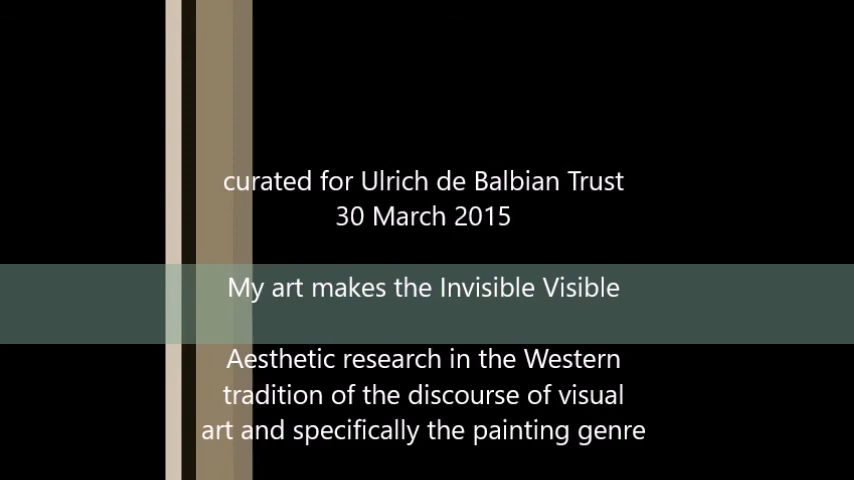 curated for Ulrich de Balbian Trust
30 March 2015
My art makes the Invisible Visible
Aesthetic research in the Western
tradition of the discourse of visual
art and specifically the painting genre